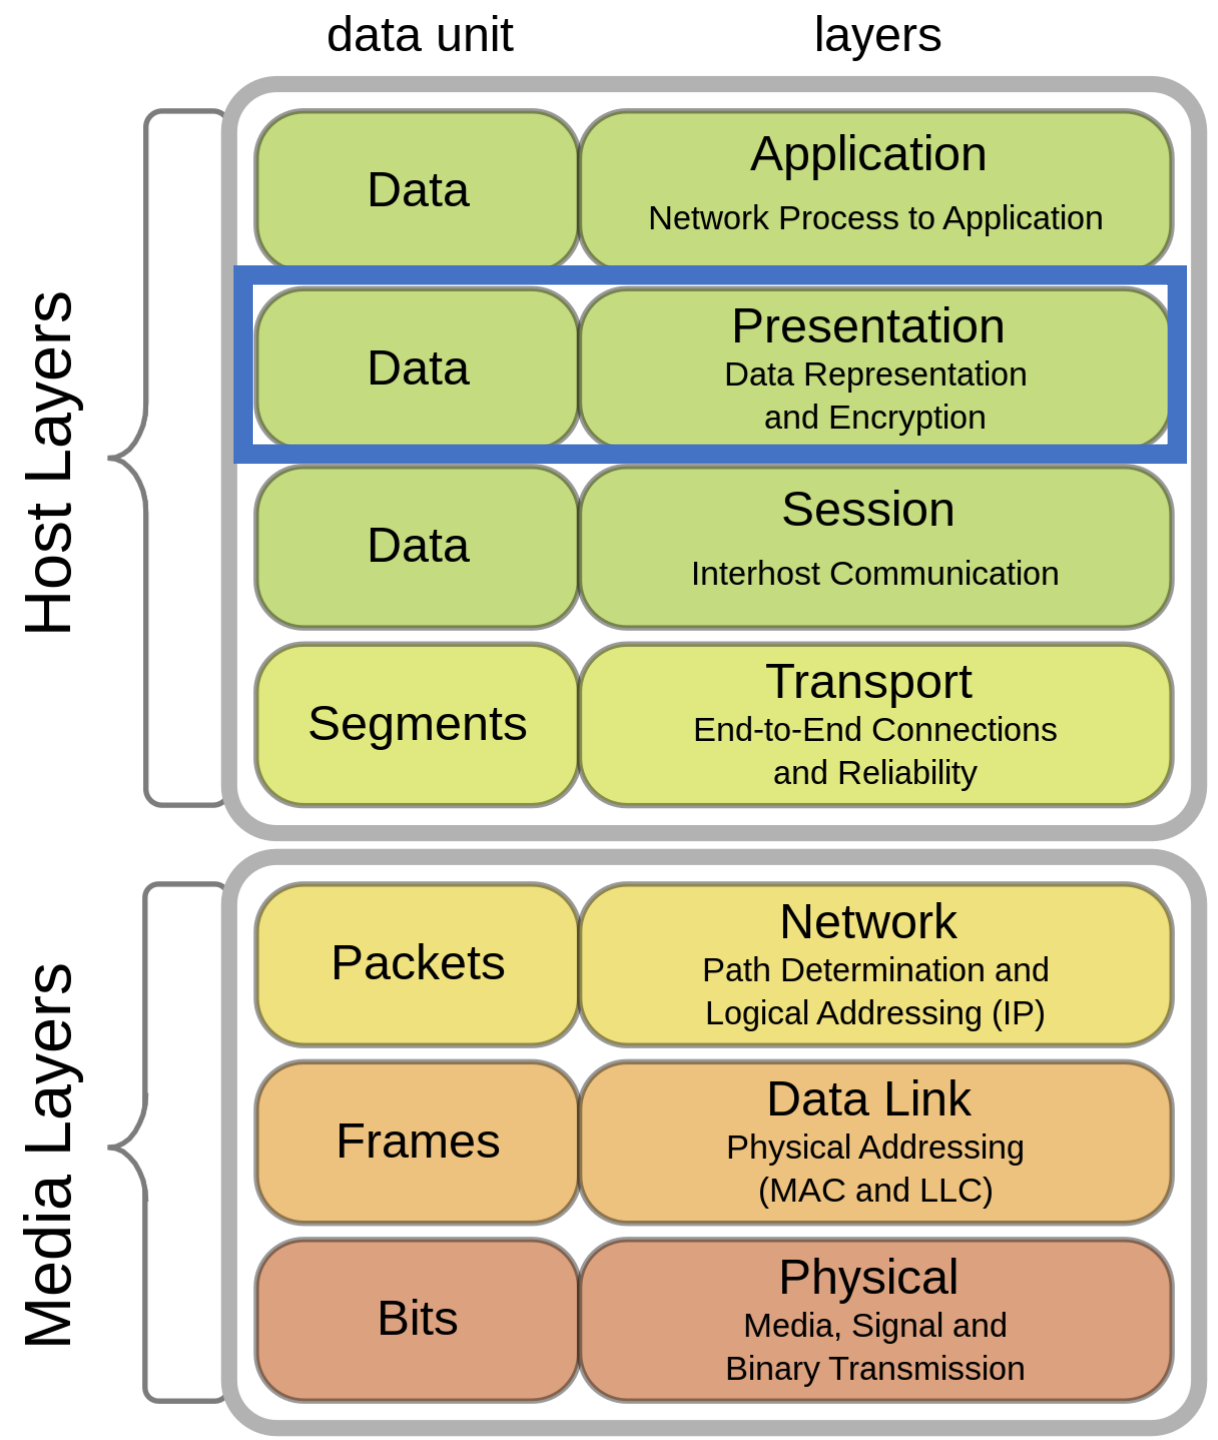 data unit
layers
Host Layers
Data
Application
Network Process to Application
Data
Presentation
Data Representation
and Encryption
Data
Session
Interhost Communication
Segments
Transport
End-to-End Connections
and Reliability
Media Layers
Packets
Network
Path Determination and
Logical Addressing (IP)
Frames
Data Link
Physical Addressing
(MAC and LLC)
Bits
Physical
Media, Signal and
Binary Transmission